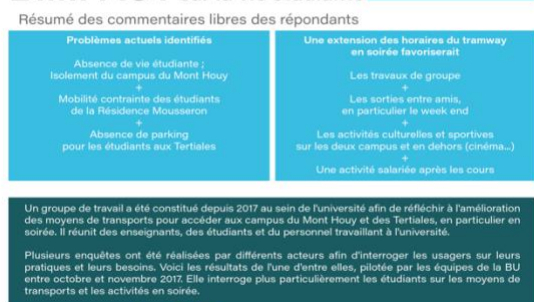 Résumé des commentaires libres des répondants
Problèmes actuels identifiés
Absence de vie étudiante ;
Isolement du campus du Mont Houy
+
Mobilité contrainte des étudiants
de la Résidence Mousseron
+
Absence de parking
pour les étudiants aux Tertiales
Une extension des horaires du tramway
en soirée favoriserait
Les travaux de groupe
+
Les sorties entre amis,
en particulier le week end
+
Les activités culturelles et sportives
sur les deux campus et en dehors (cinéma...)
+
Une activité salariée après les cours
Un groupe de travail a été constitué depuis 2017 au sein de l'université afin de réfléchir à l'amélioration
des moyens de transports pour accéder aux campus du Mont Houy et des Tertiales, en particulier en
soirée. Il réunit des enseignants, des étudiants et du personnel travaillant à l'université.
Plusieurs enquêtes ont été réalisées par différents acteurs afin d'interroger les usagers sur leurs
pratiques et leurs besoins. Voici les résultats de l'une d'entre elles, pilotée par les équipes de la BU
entre octobre et novembre 2017. Elle interroge plus particulièrement les étudiants sur les moyens de
transports et les activités en soirée.